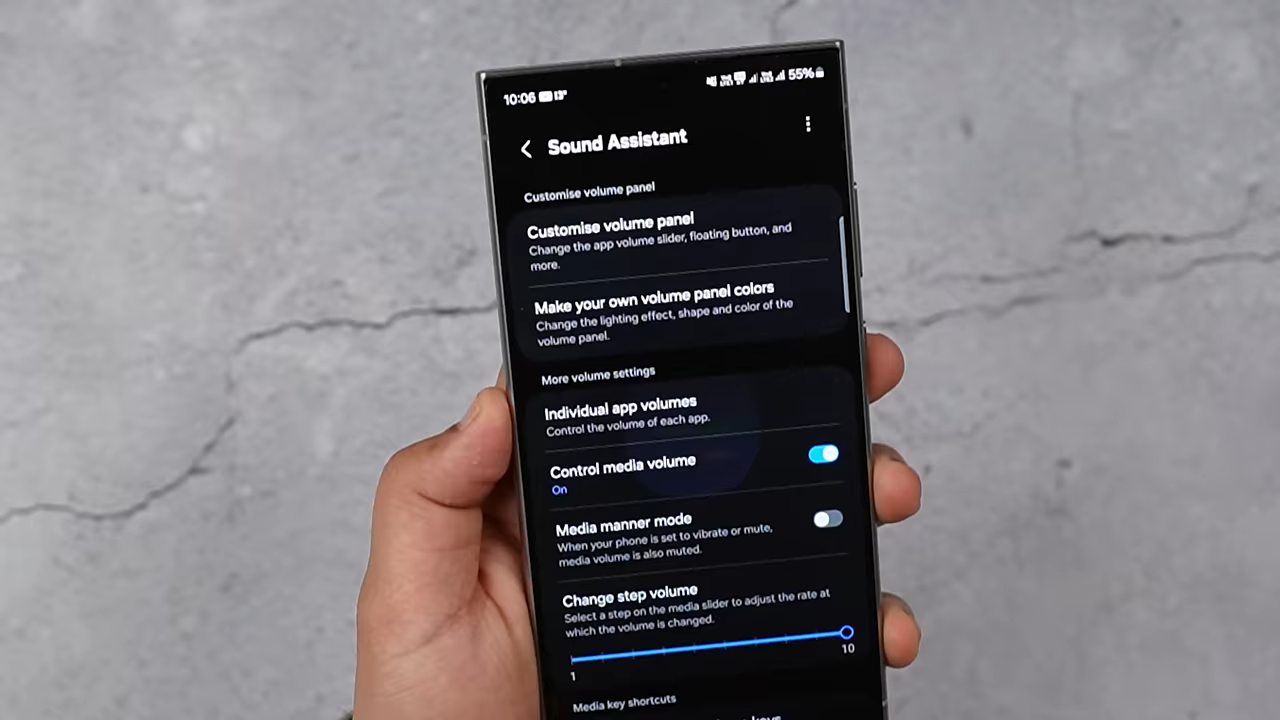 10:06
55%
Sound Assistant
Customise volume panel
Customise volume panel
Change the app volume slider, floating button, and
more.
Make your own volume panel colors
Change the lighting effect, shape and color of the
volume panel.
More volume settings
Individual app volumes
Control the volume of each app.
Control media volume
On
Media manner mode
When your phone is set to vibrate or mute,
media volume is also muted.
Change step volume
Select a step on the media slider to adjust the rate at
which the volume is changed.
1
10
Media key shortcuts